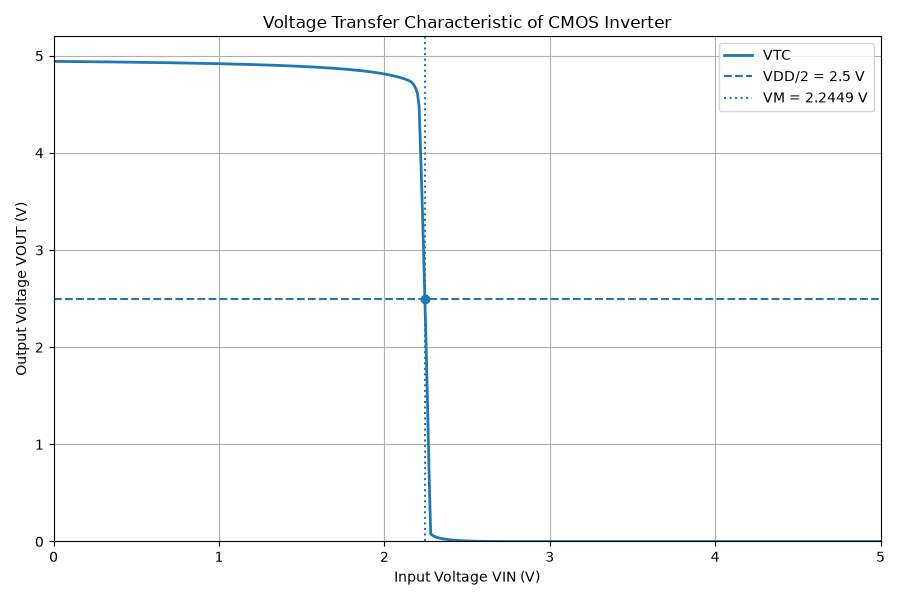 Voltage Transfer Characteristic of CMOS Inverter
VTC
VDD/2 = 2.5 V
VM = 2.2449 V
Output Voltage VOUT (V)
5
4
3
2
1
0
0 1 2 3 4 5
Input Voltage VIN (V)